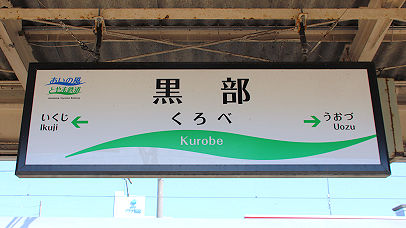 あいの風
とやま鉄道
黒部
くろべ
Kurobe
いくじ
Ikuji
うおづ
Uozu